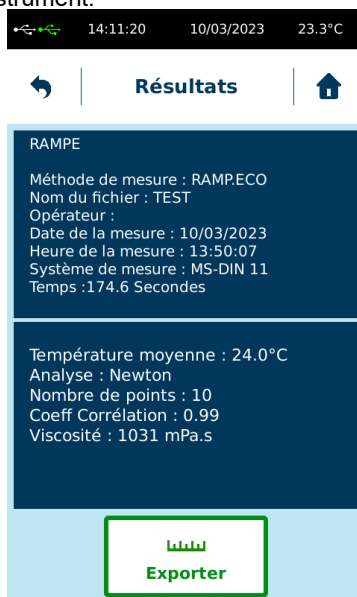 strument.
14:11:20 10/03/2023 23.3°C
Résultats
RAMPE
Méthode de mesure : RAMP.ECO
Nom du fichier : TEST
Opérateur :
Date de la mesure : 10/03/2023
Heure de la mesure : 13:50:07
Système de mesure : MS-DIN 11
Temps :174.6 Secondes
Température moyenne : 24.0°C
Analyse : Newton
Nombre de points : 10
Coeff Corrélation : 0.99
Viscosité : 1031 mPa.s
Exporter